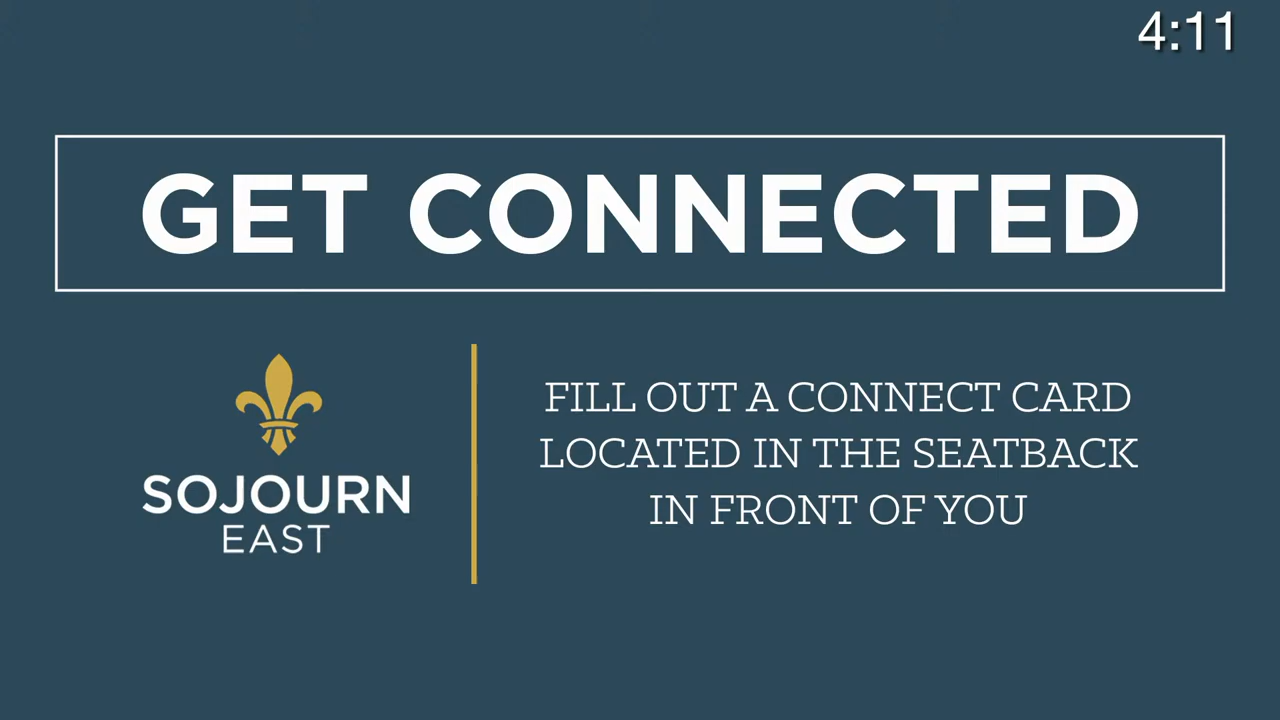 4:11
GET CONNECTED
SOJOURN
EAST
FILL OUT A CONNECT CARD
LOCATED IN THE SEATBACK
IN FRONT OF YOU